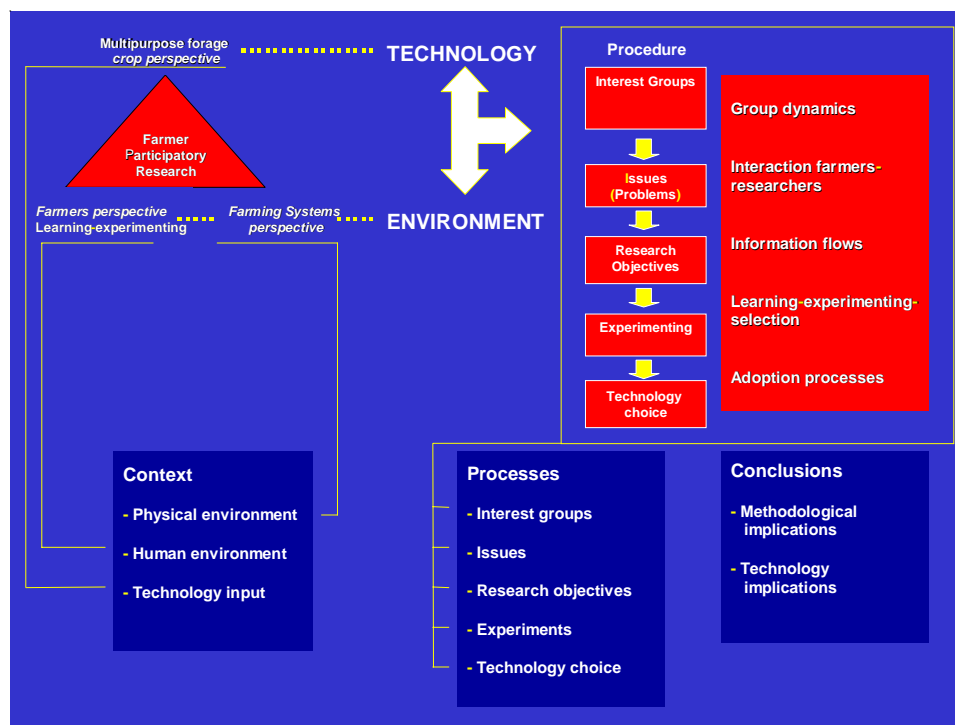 Multipurpose forage
crop perspective
TECHNOLOGY
Farmer
Participatory
Research
Farmers perspective
Learning-experimenting
Farming Systems
perspective
ENVIRONMENT
Procedure
Interest Groups
Issues
(Problems)
Research
Objectives
Experimenting
Technology
choice
Group dynamics
Interaction farmers-
researchers
Information flows
Learning-experimenting-
selection
Adoption processes
Context
- Physical environment
- Human environment
- Technology input
Processes
- Interest groups
- Issues
- Research objectives
- Experiments
- Technology choice
Conclusions
- Methodological
implications
- Technology
implications